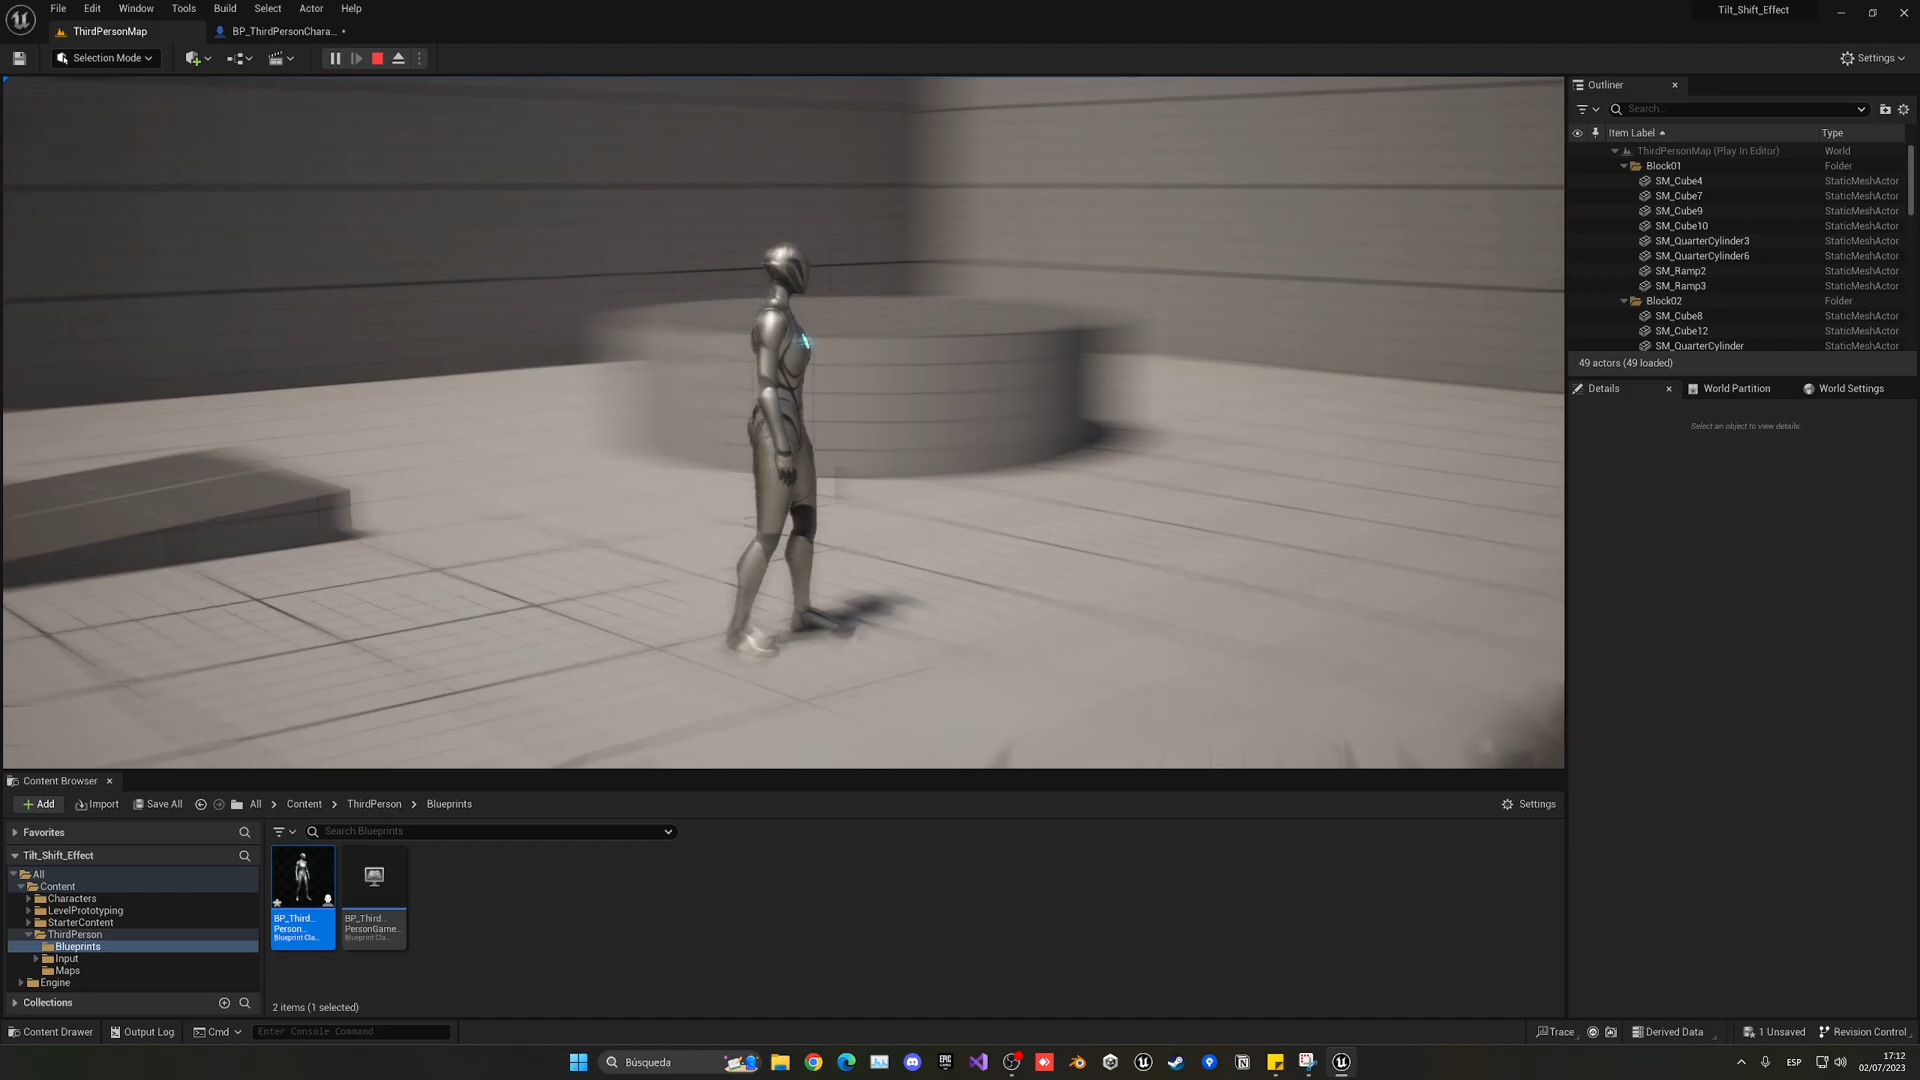 File Edit Window Tools Build Select Actor Help
Tilt_Shift_Effect
ThirdPersonMap
BP_ThirdPersonChara... •
Selection Mode
Settings
Outliner
Search...
Item Label
Type
ThirdPersonMap (Play In Editor) World
Block01 Folder
SM_Cube4 StaticMeshActor
SM_Cube7 StaticMeshActor
SM_Cube9 StaticMeshActor
SM_Cube10 StaticMeshActor
SM_QuarterCylinder3 StaticMeshActor
SM_QuarterCylinder6 StaticMeshActor
SM_Ramp2 StaticMeshActor
SM_Ramp3 StaticMeshActor
Block02 Folder
SM_Cube8 StaticMeshActor
SM_Cube12 StaticMeshActor
SM_QuarterCylinder StaticMeshActor
49 actors (49 loaded)
Details World Partition World Settings
Select an object to view details.
Content Browser
Add Import Save All All Content ThirdPerson Blueprints
Settings
Favorites
Search Blueprints
Tilt_Shift_Effect
All
Content
Characters
LevelPrototyping
StarterContent
ThirdPerson
Blueprints
Input
Maps
Engine
Collections
BP_Third...
Person...
Blueprint Cla...
BP_Third...
PersonGame...
Blueprint Cla...
2 items (1 selected)
Content Drawer Output Log Cmd Enter Console Command
Trace Derived Data 1 Unsaved Revision Control
Búsqueda
EPIC
GAMES
ESP
17:12
02/07/2023